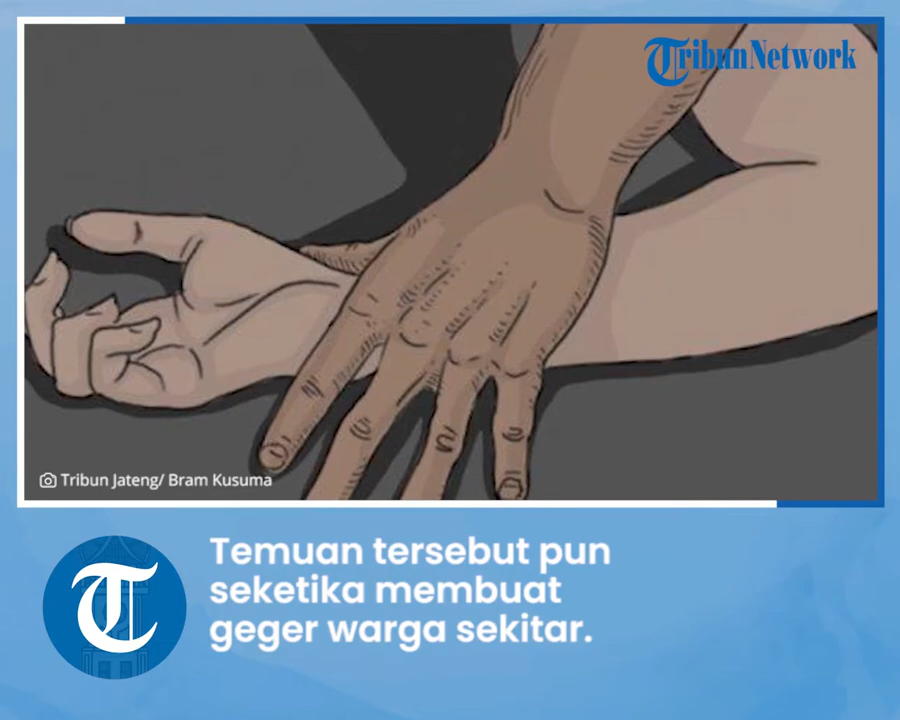 TribunNetwork
Tribun Jateng/ Bram Kusuma
T
Temuan tersebut pun
seketika membuat
geger warga sekitar.